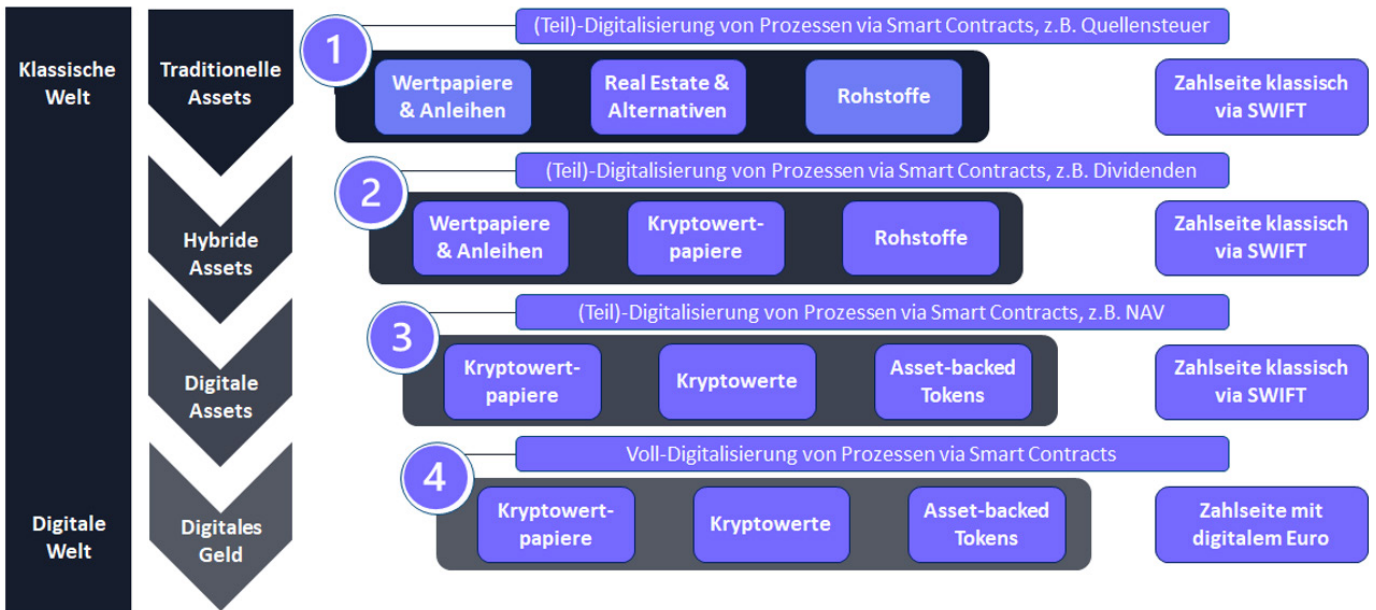 Klassische
Welt
Traditionelle
Assets
1
(Teil)-Digitalisierung von Prozessen via Smart Contracts, z.B. Quellensteuer
Wertpapiere
& Anleihen
Real Estate &
Alternativen
Rohstoffe
Zahlseite klassisch
via SWIFT
Hybride
Assets
2
(Teil)-Digitalisierung von Prozessen via Smart Contracts, z.B. Dividenden
Wertpapiere
& Anleihen
Kryptowert-
papiere
Rohstoffe
Zahlseite klassisch
via SWIFT
Digitale
Assets
3
(Teil)-Digitalisierung von Prozessen via Smart Contracts, z.B. NAV
Kryptowert-
papiere
Kryptowerte
Asset-backed
Tokens
Zahlseite klassisch
via SWIFT
Digitale
Welt
Digitales
Geld
4
Voll-Digitalisierung von Prozessen via Smart Contracts
Kryptowert-
papiere
Kryptowerte
Asset-backed
Tokens
Zahlseite mit
digitalem Euro